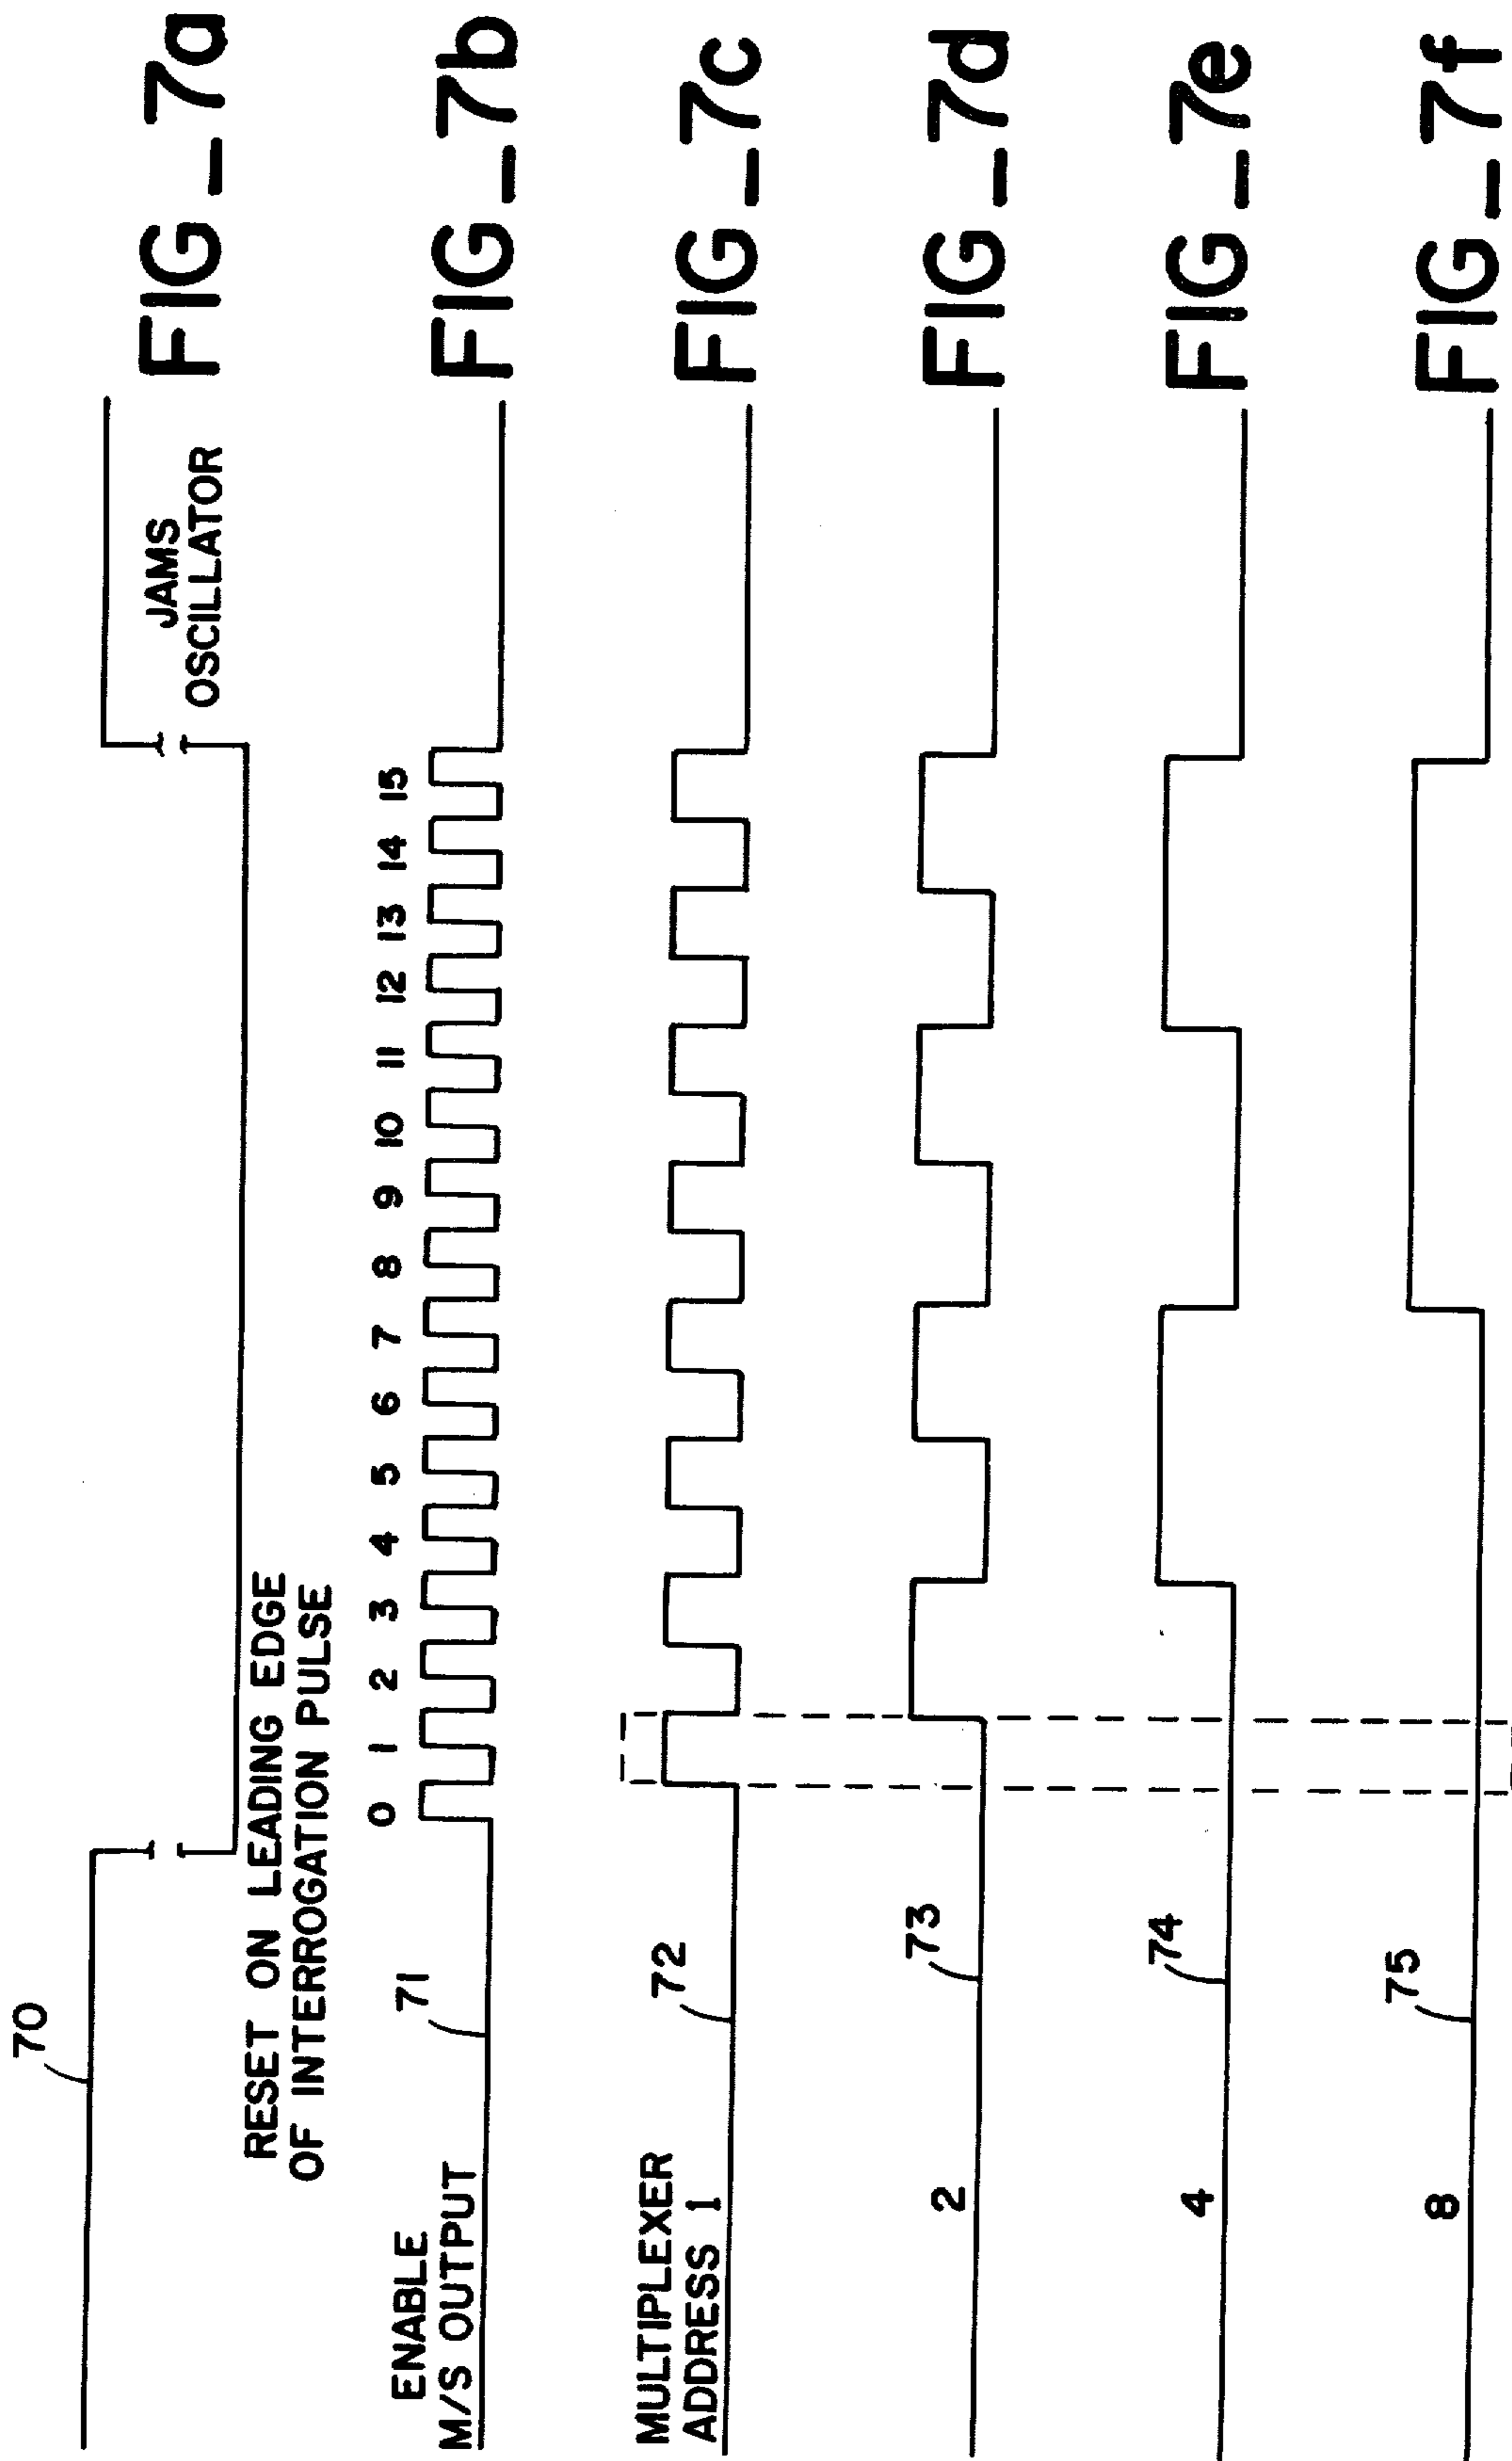 70
RESET ON LEADING EDGE
OF INTERROGATION PULSE
JAMS
OSCILLATOR
FIG_7a
ENABLE
M/S OUTPUT
71
0 1 2 3 4 5 6 7 8 9 10 11 12 13 14 15
FIG_7b
MULTIPLEXER
ADDRESS 1
72
FIG_7c
2
73
FIG_7d
4
74
FIG_7e
8
75
FIG_7f